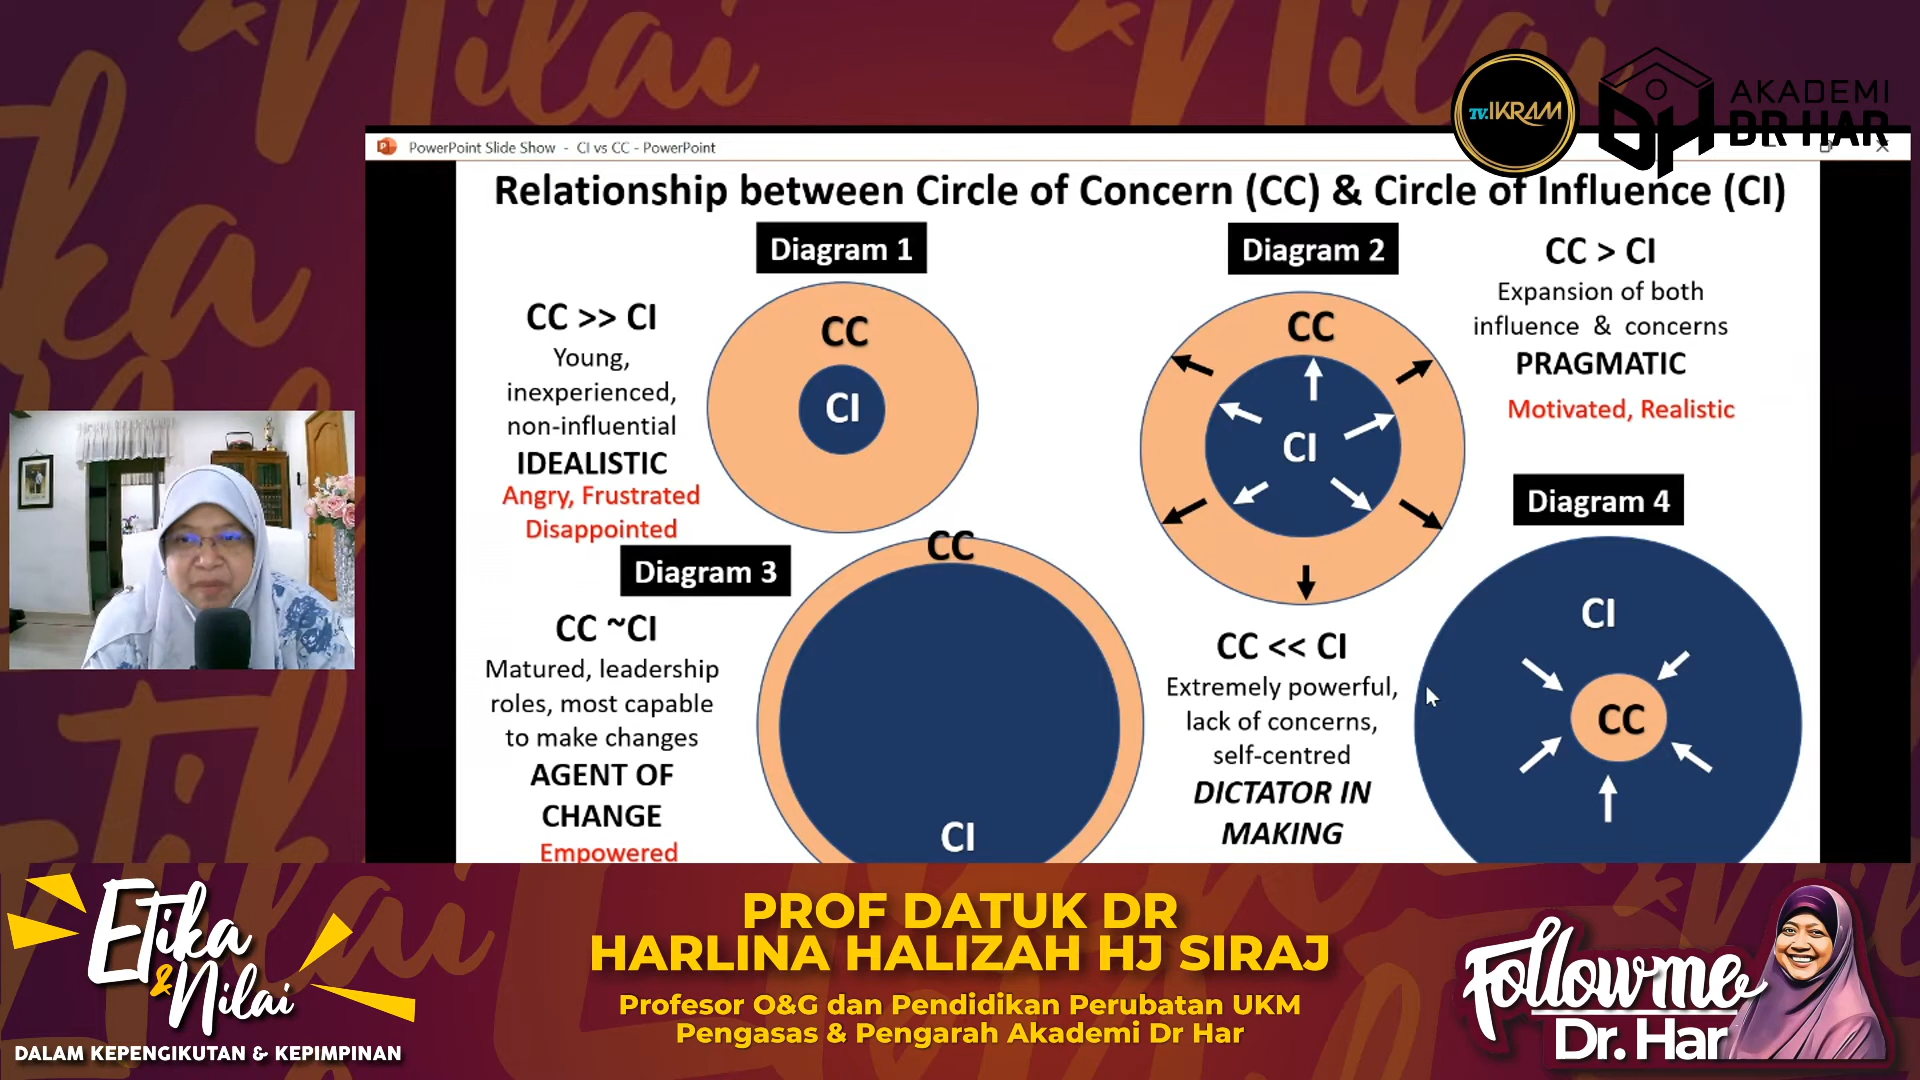 TV.IKRAM
AKADEMI
DR HAR
PowerPoint Slide Show - CI vs CC - PowerPoint
Relationship between Circle of Concern (CC) & Circle of Influence (CI)
Diagram 1
CC >> CI
Young,
inexperienced,
non-influential
IDEALISTIC
Angry, Frustrated
Disappointed
CC
CI
Diagram 2
CC
CI
CC > CI
Expansion of both
influence & concerns
PRAGMATIC
Motivated, Realistic
Diagram 3
CC ~CI
Matured, leadership
roles, most capable
to make changes
AGENT OF
CHANGE
Empowered
CC
CI
Diagram 4
CC << CI
Extremely powerful,
lack of concerns,
self-centred
DICTATOR IN
MAKING
CI
CC
Etika
& Nilai
DALAM KEPENGIKUTAN & KEPIMPINAN
PROF DATUK DR
HARLINA HALIZAH HJ SIRAJ
Profesor O&G dan Pendidikan Perubatan UKM
Pengasas & Pengarah Akademi Dr Har
Follow me
Dr. Har